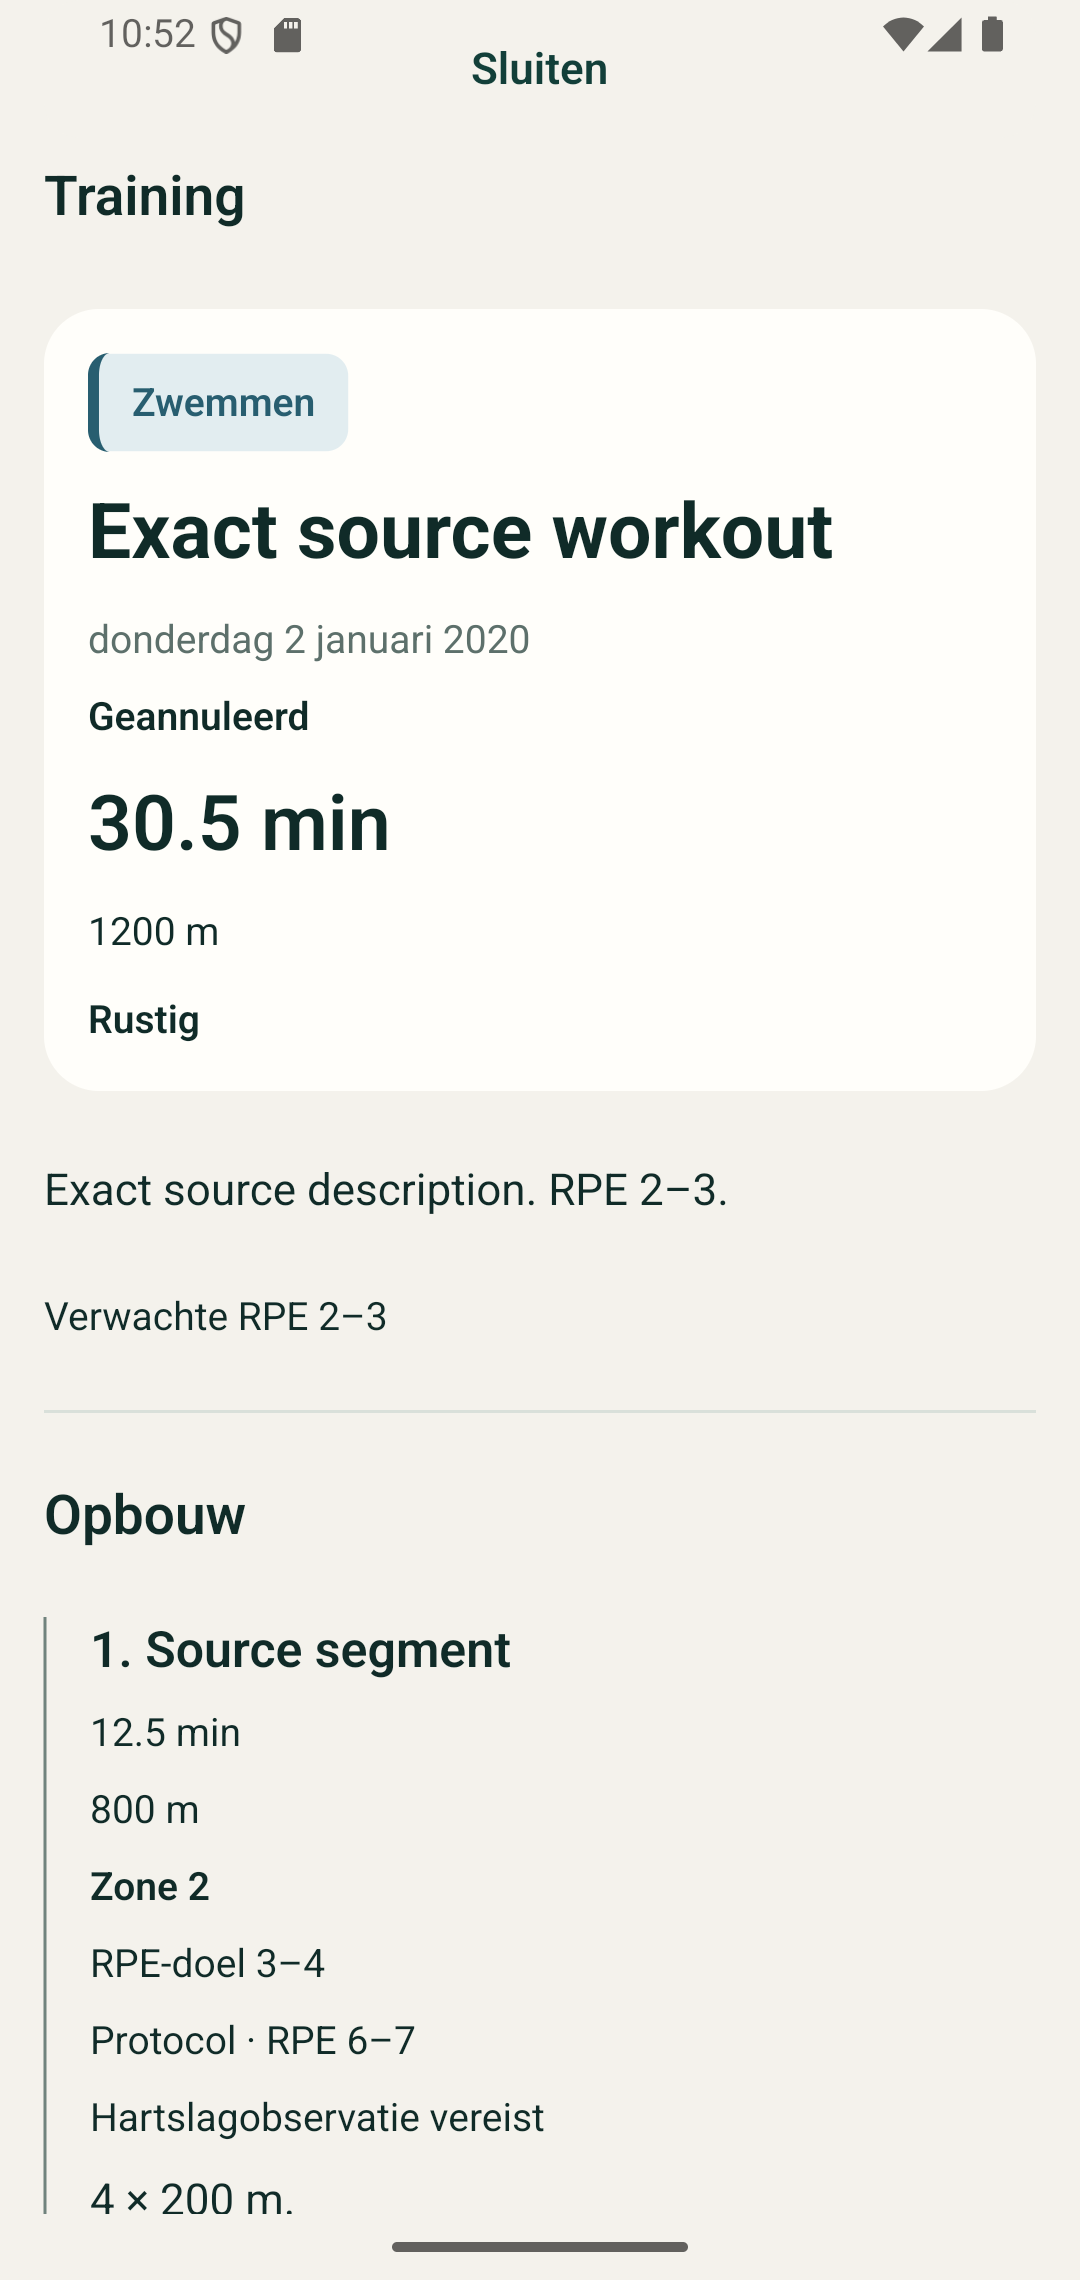 10:52
Sluiten
Training
Zwemmen
Exact source workout
donderdag 2 januari 2020
Geannuleerd
30.5 min
1200 m
Rustig
Exact source description. RPE 2–3.
Verwachte RPE 2–3
Opbouw
1. Source segment
12.5 min
800 m
Zone 2
RPE-doel 3–4
Protocol · RPE 6–7
Hartslagobservatie vereist
4 × 200 m.